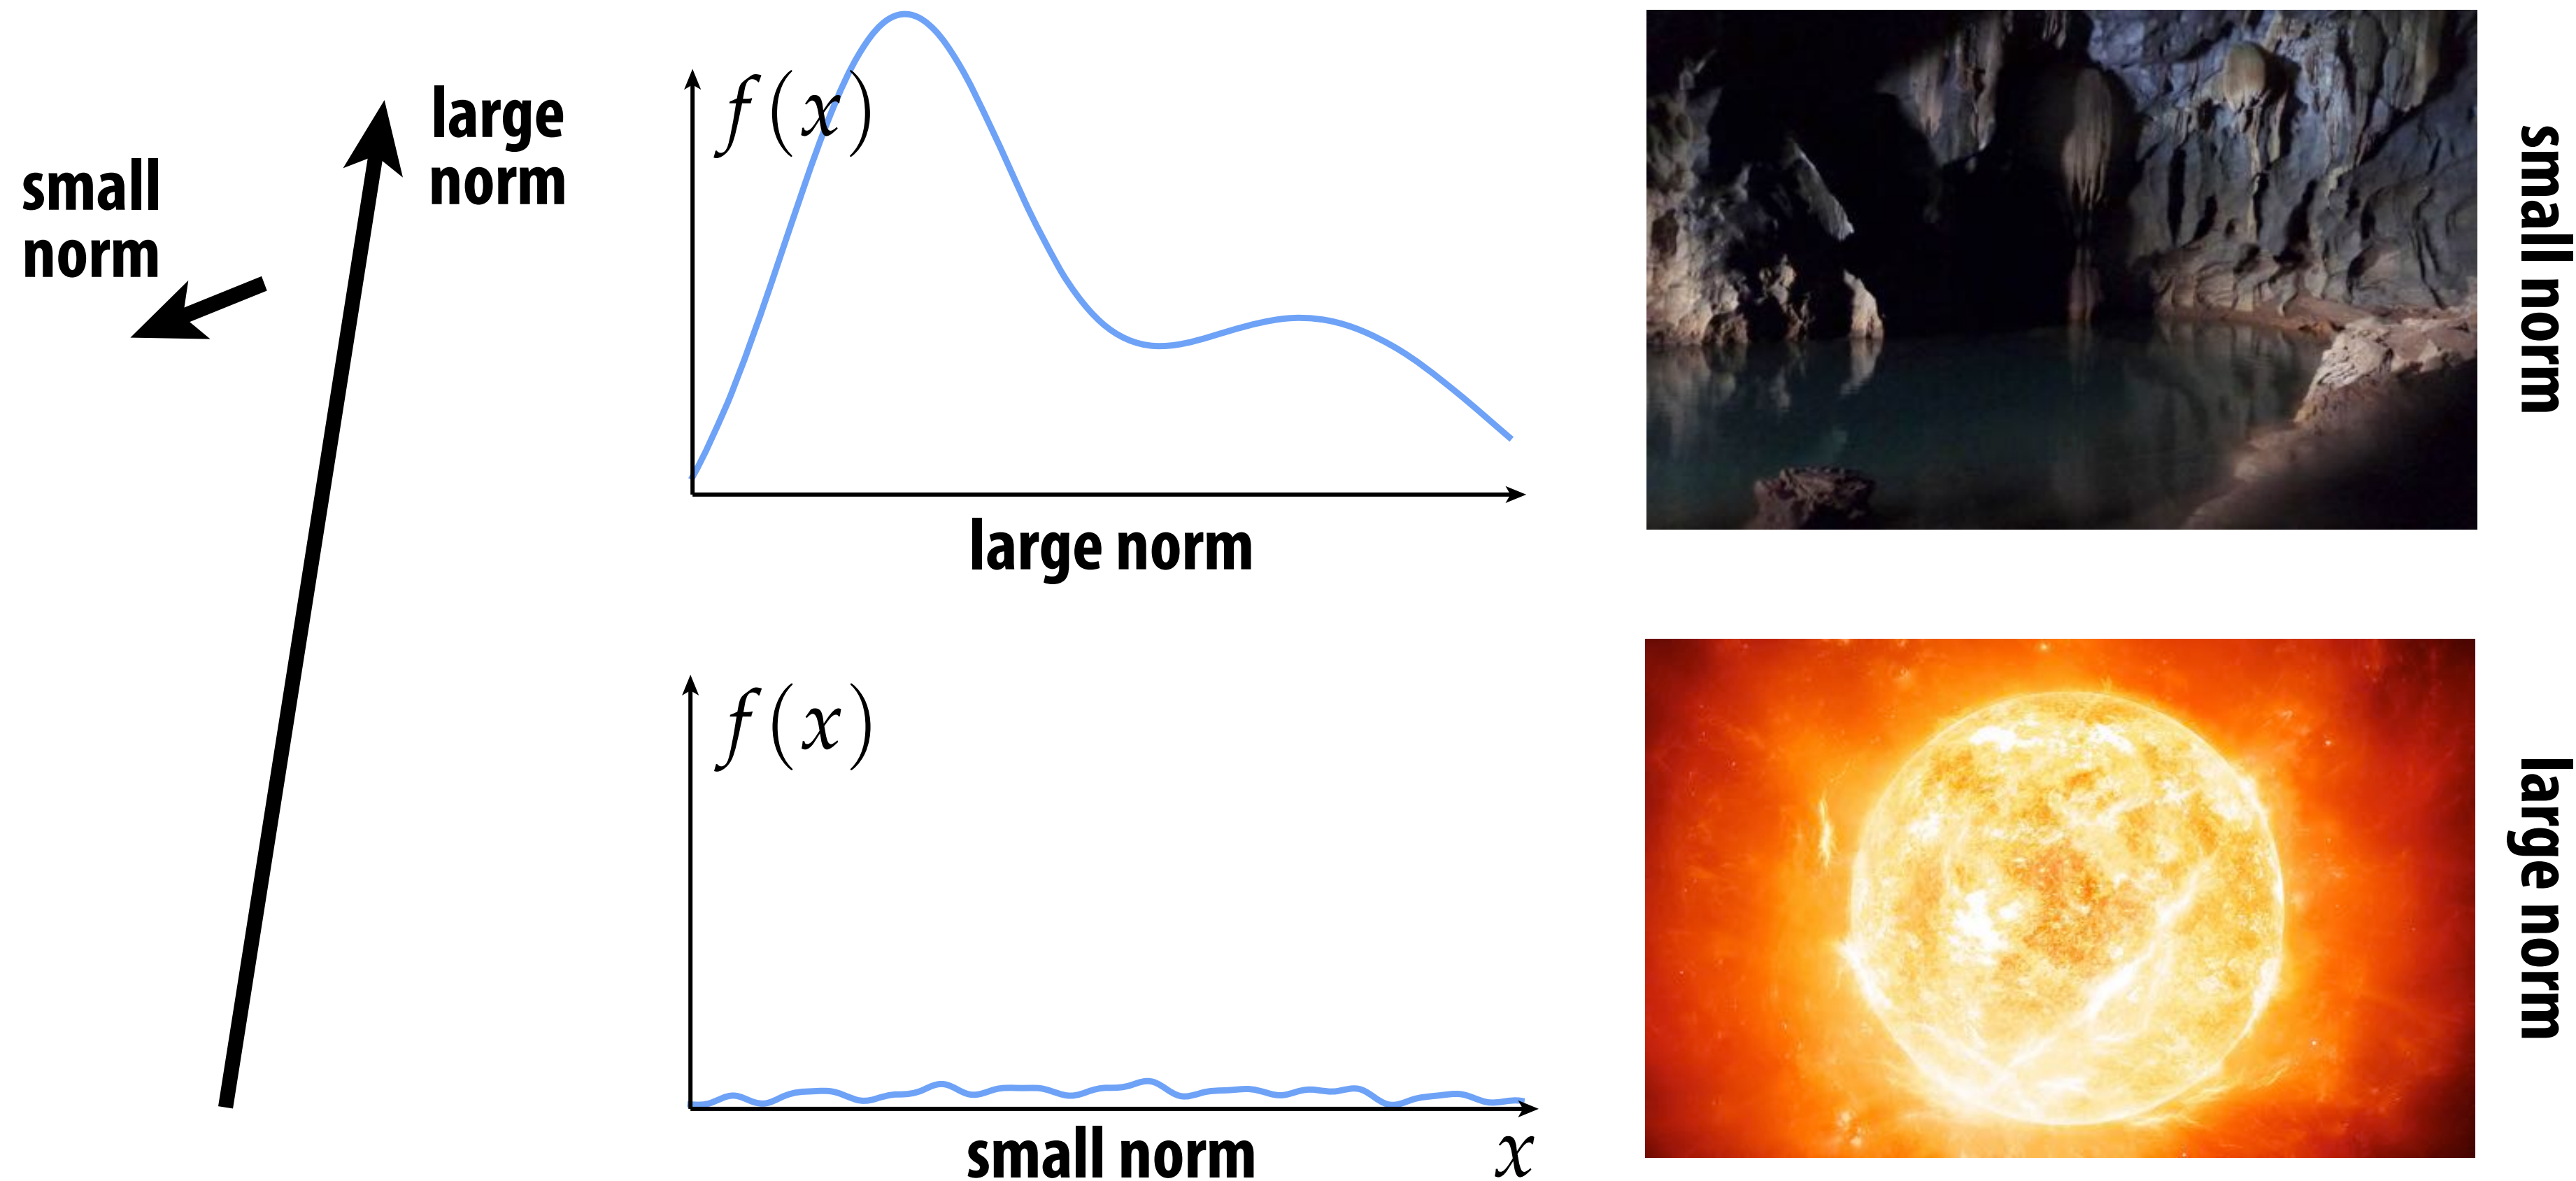 small
norm
large
norm
f(x)
large norm
f(x)
small norm
x
small norm
large norm